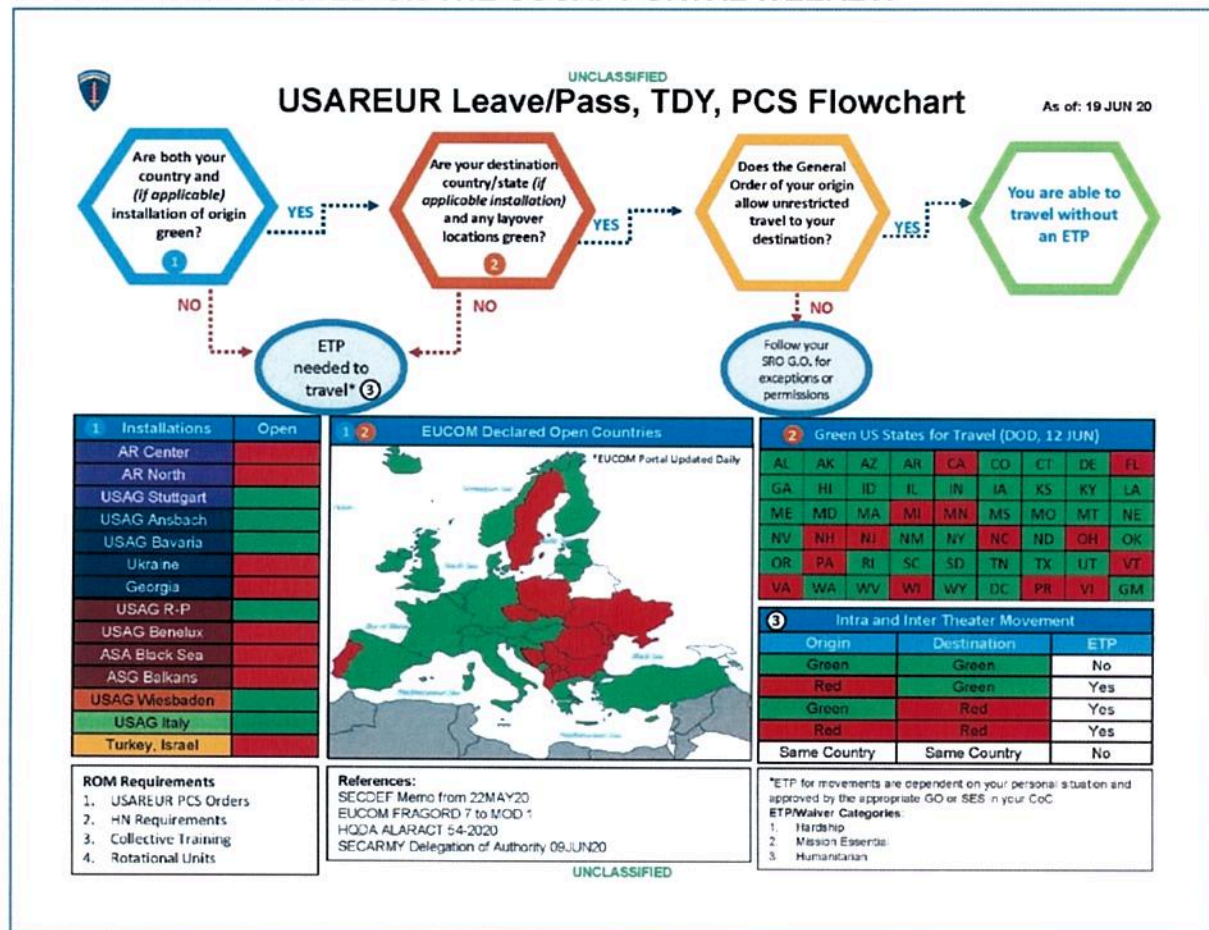 UNCLASSIFIED
USAREUR Leave/Pass, TDY, PCS Flowchart
As of: 19 JUN 20
Are both your
country and
(if applicable)
installation of origin
green?
1
YES
NO
Are your destination
country/state (if
applicable installation)
and any layover
locations green?
2
YES
NO
Does the General
Order of your origin
allow unrestricted
travel to your
destination?
YES
NO
You are able to
travel without
an ETP
ETP
needed to
travel* 3
Follow your
SRO G.O. for
exceptions or
permissions
1 Installations Open
AR Center
AR North
USAG Stuttgart
USAG Ansbach
USAG Bavaria
Ukraine
Georgia
USAG R-P
USAG Benelux
ASA Black Sea
ASG Balkans
USAG Wiesbaden
USAG Italy
Turkey, Israel
1 2 EUCOM Declared Open Countries
*EUCOM Portal Updated Daily
North Sea
Black Sea
Mediterranean Sea
2 Green US States for Travel (DOD, 12 JUN)
AL AK AZ AR CA CO CT DE FL
GA HI ID IL IN IA KS KY LA
ME MD MA MI MN MS MO MT NE
NV NH NJ NM NY NC ND OH OK
OR PA RI SC SD TN TX UT VT
VA WA WV WI WY DC PR VI GM
3 Intra and Inter Theater Movement
Origin Destination ETP
Green Green No
Red Green Yes
Green Red Yes
Red Red Yes
Same Country Same Country No
ROM Requirements
1. USAREUR PCS Orders
2. HN Requirements
3. Collective Training
4. Rotational Units
References:
SECDEF Memo from 22MAY20
EUCOM FRAGORD 7 to MOD 1
HQDA ALARACT 54-2020
SECARMY Delegation of Authority 09JUN20
*ETP for movements are dependent on your personal situation and
approved by the appropriate GO or SES in your CoC
ETP/Waiver Categories:
1. Hardship
2. Mission Essential
3. Humanitarian
UNCLASSIFIED